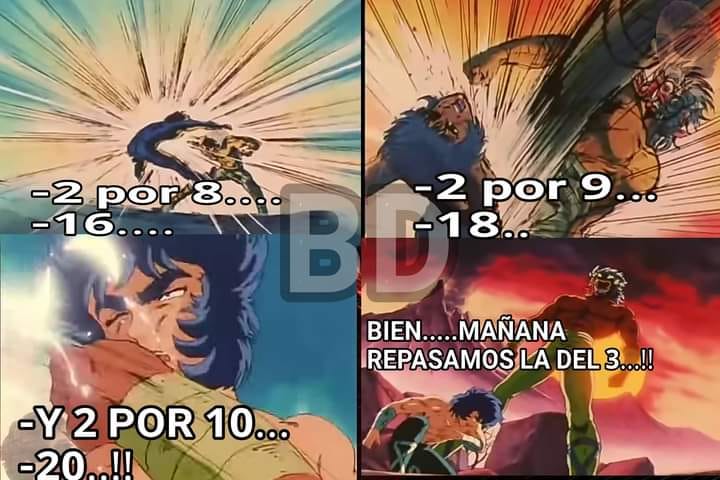 -2 por 8....
-16....
-2 por 9...
-18..
BD
-Y 2 POR 10...
-20..!!
BIEN.....MAÑANA
REPASAMOS LA DEL 3...!!